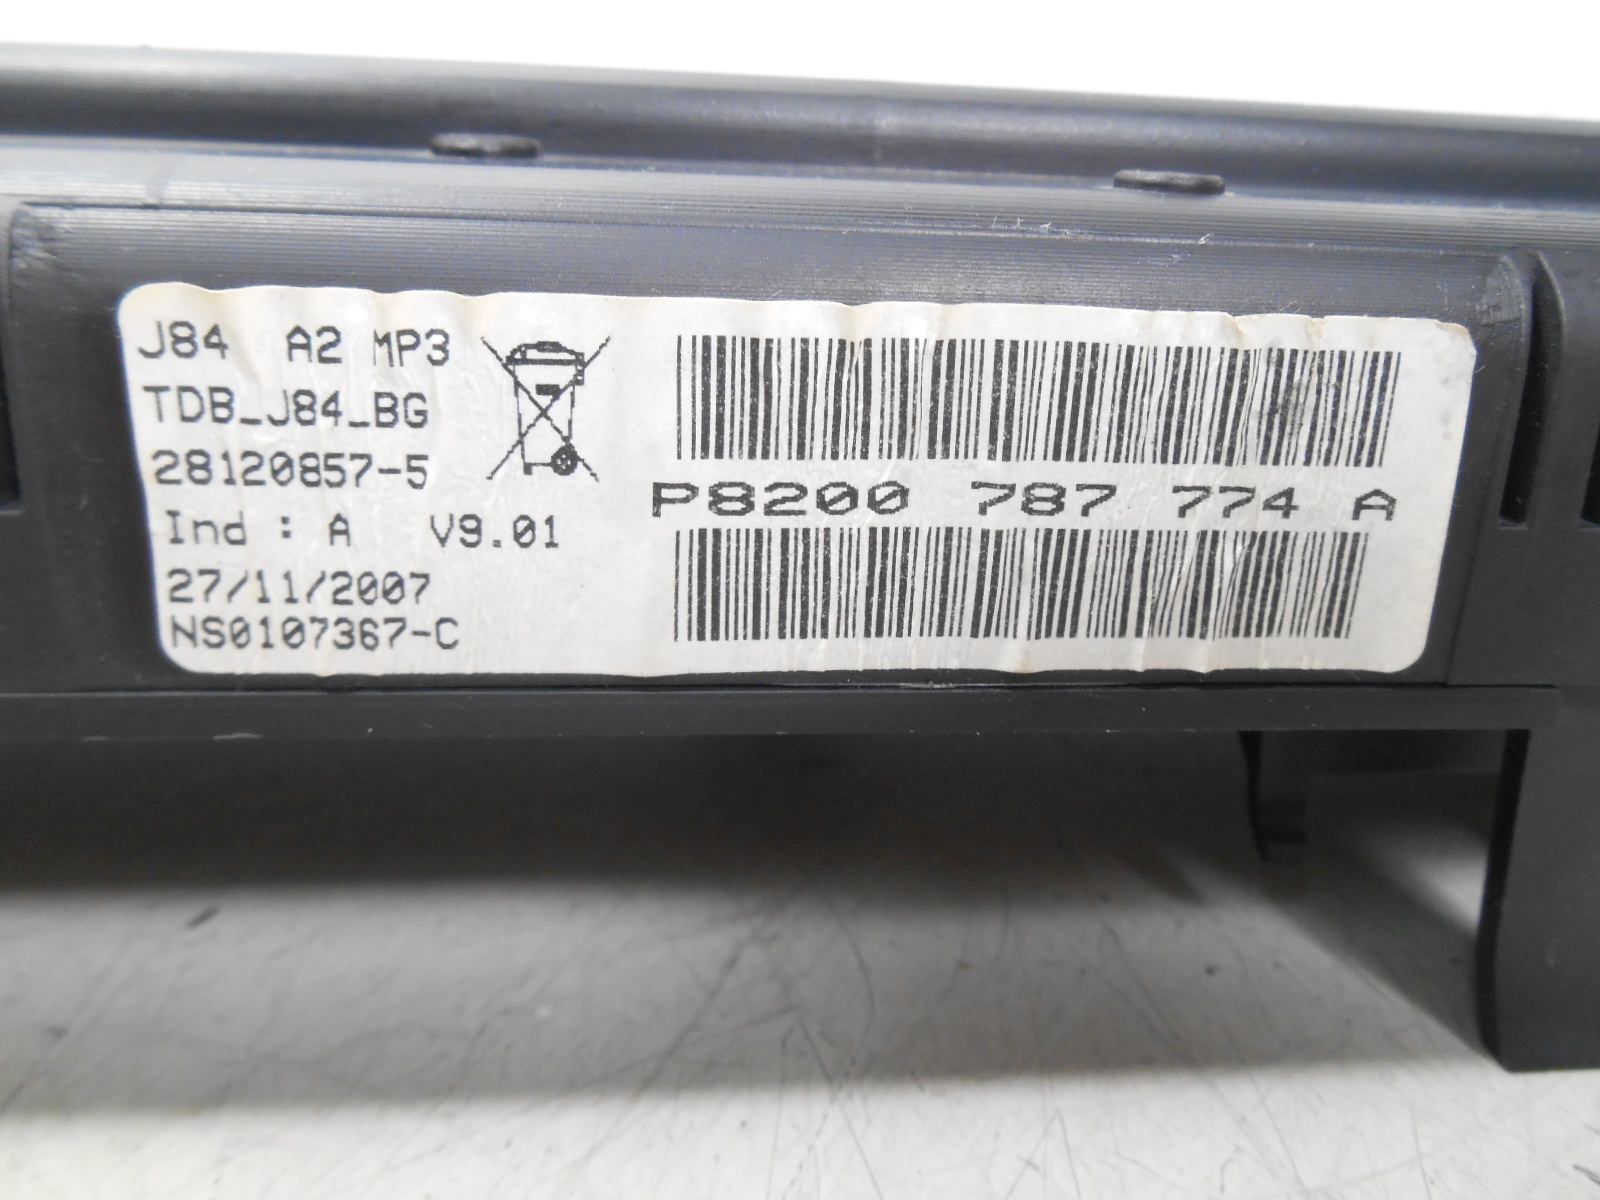 J84 A2 MP3
TDB_J84_BG
28120857-5
Ind : A V9.01
27/11/2007
NS0107367-C
P8200 787 774 A